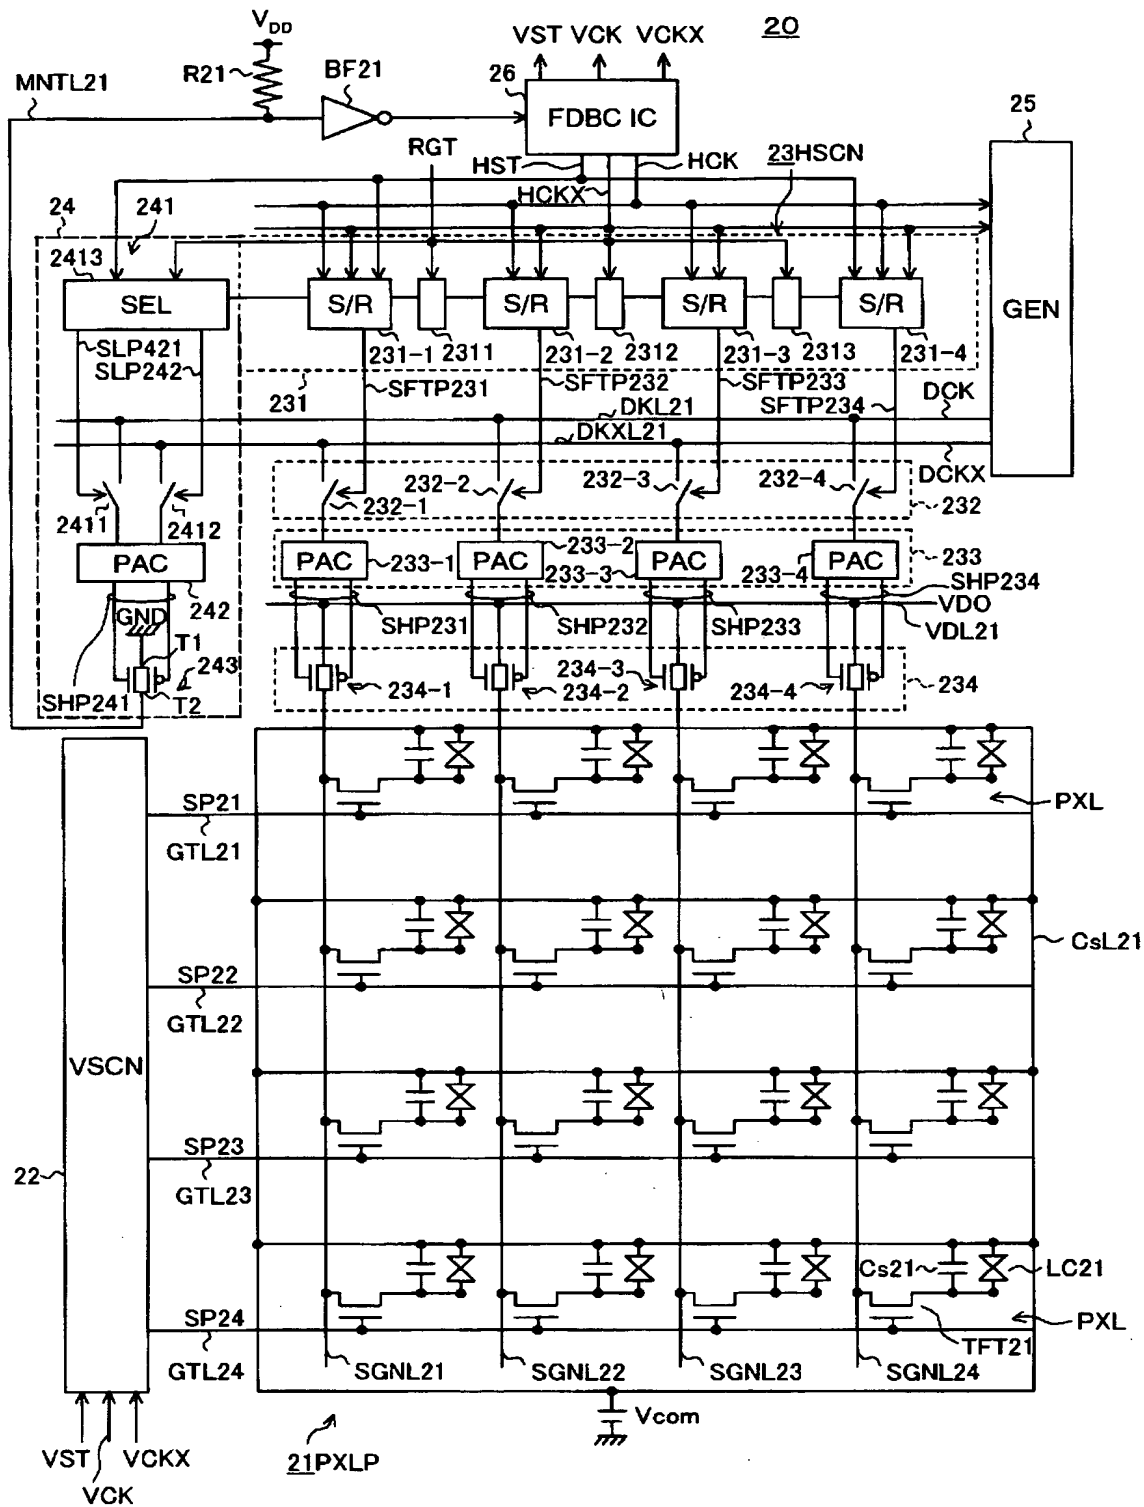 VST VCK VCKX 20
VDD
R21
MNTL21
BF21
26
FDBC IC
25
RGT
HST
HCK
HCKX
23HSCN
24
241
2413
SEL
S/R
S/R
S/R
S/R
GEN
231-1
2311
231-2
2312
231-3
2313
231-4
SLP421
SLP242
231
SFTP231
SFTP232
SFTP233
SFTP234
DKL21
DCK
DKXL21
DCKX
2411
2412
232-1
232-2
232-3
232-4
232
PAC
PAC
PAC
PAC
PAC
233-1
233-2
233-3
233-4
233
242
GND
SHP231
SHP232
SHP233
SHP234
VDO
VDL21
T1
243
T2
SHP241
234-1
234-2
234-3
234-4
234
SP21
GTL21
PXL
CsL21
SP22
GTL22
VSCN
22
SP23
GTL23
Cs21
LC21
SP24
GTL24
PXL
TFT21
SGNL21
SGNL22
SGNL23
SGNL24
Vcom
VST
VCK
VCKX
21PXLP